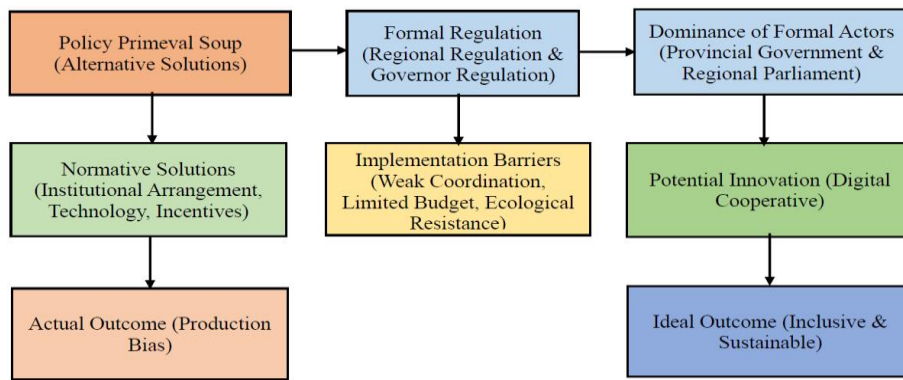 Policy Primeval Soup
(Alternative Solutions)
Formal Regulation
(Regional Regulation &
Governor Regulation)
Dominance of Formal Actors
(Provincial Government &
Regional Parliament)
Normative Solutions
(Institutional Arrangement,
Technology, Incentives)
Implementation Barriers
(Weak Coordination,
Limited Budget, Ecological
Resistance)
Potential Innovation (Digital
Cooperative)
Actual Outcome (Production
Bias)
Ideal Outcome (Inclusive &
Sustainable)